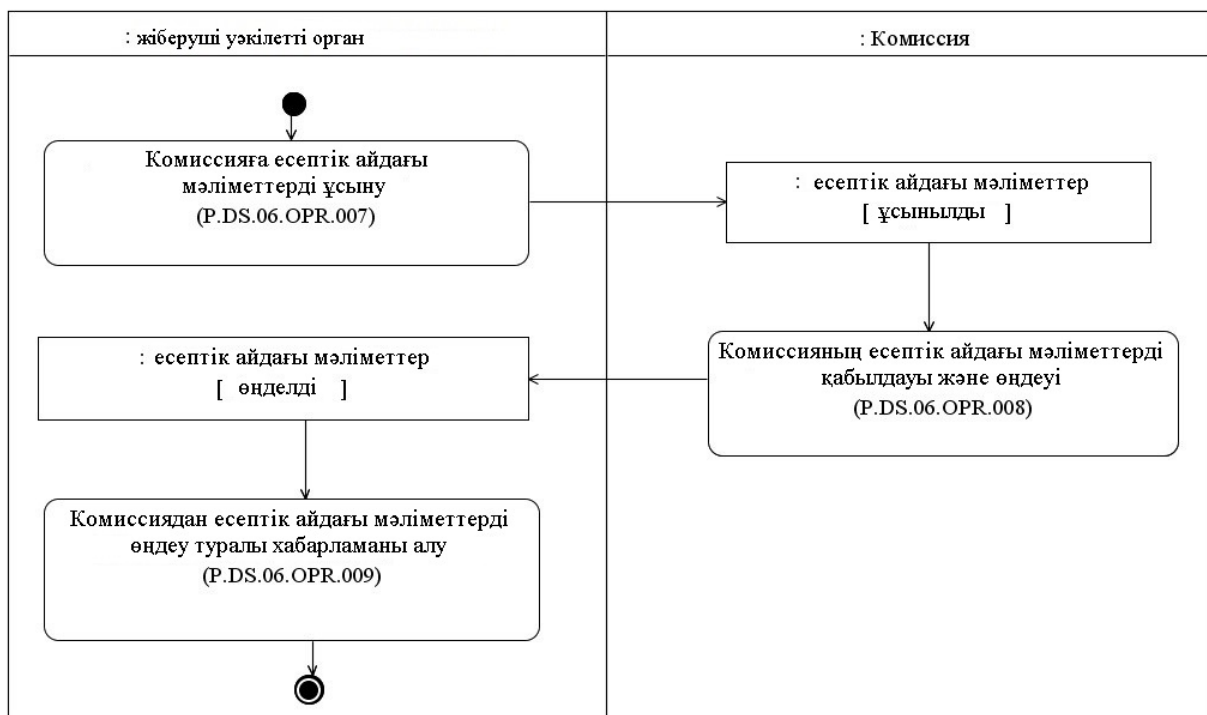 : жіберуші уәкілетті орган
: Комиссия
Комиссияға есептік айдағы
мәліметтерді ұсыну
(P.DS.06.OPR.007)
: есептік айдағы мәліметтер
[ ұсынылды ]
Комиссияның есептік айдағы мәліметтерді
қабылдауы және өңдеуі
(P.DS.06.OPR.008)
: есептік айдағы мәліметтер
[ өңделді ]
Комиссиядан есептік айдағы мәліметтерді
өңдеу туралы хабарламаны алу
(P.DS.06.OPR.009)